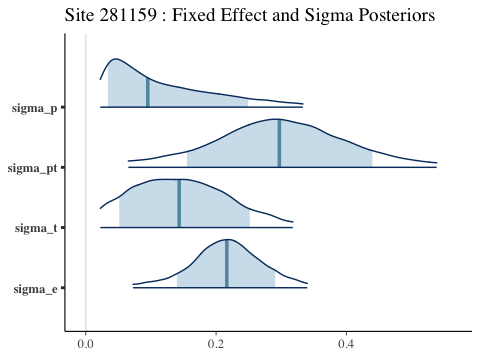 Site 281159 : Fixed Effect and Sigma Posteriors
sigma_p
sigma_pt
sigma_t
sigma_e
0.0 0.2 0.4